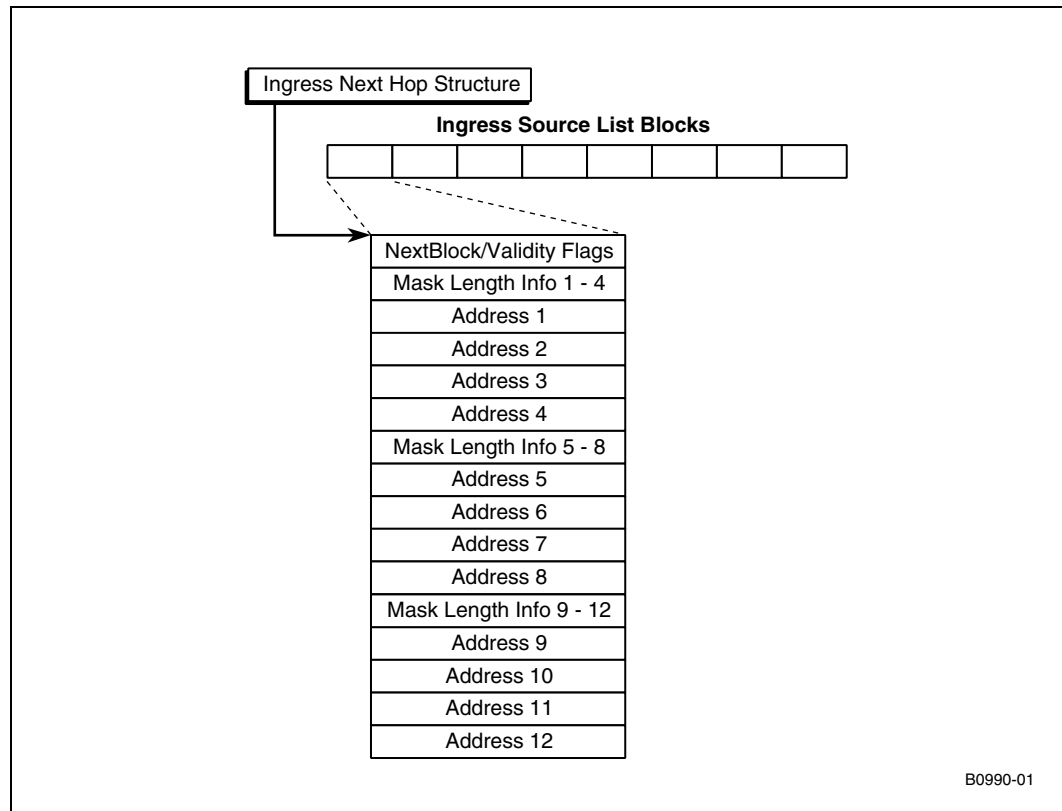 Ingress Next Hop Structure
Ingress Source List Blocks
NextBlock/Validity Flags
Mask Length Info 1 - 4
Address 1
Address 2
Address 3
Address 4
Mask Length Info 5 - 8
Address 5
Address 6
Address 7
Address 8
Mask Length Info 9 - 12
Address 9
Address 10
Address 11
Address 12
B0990-01